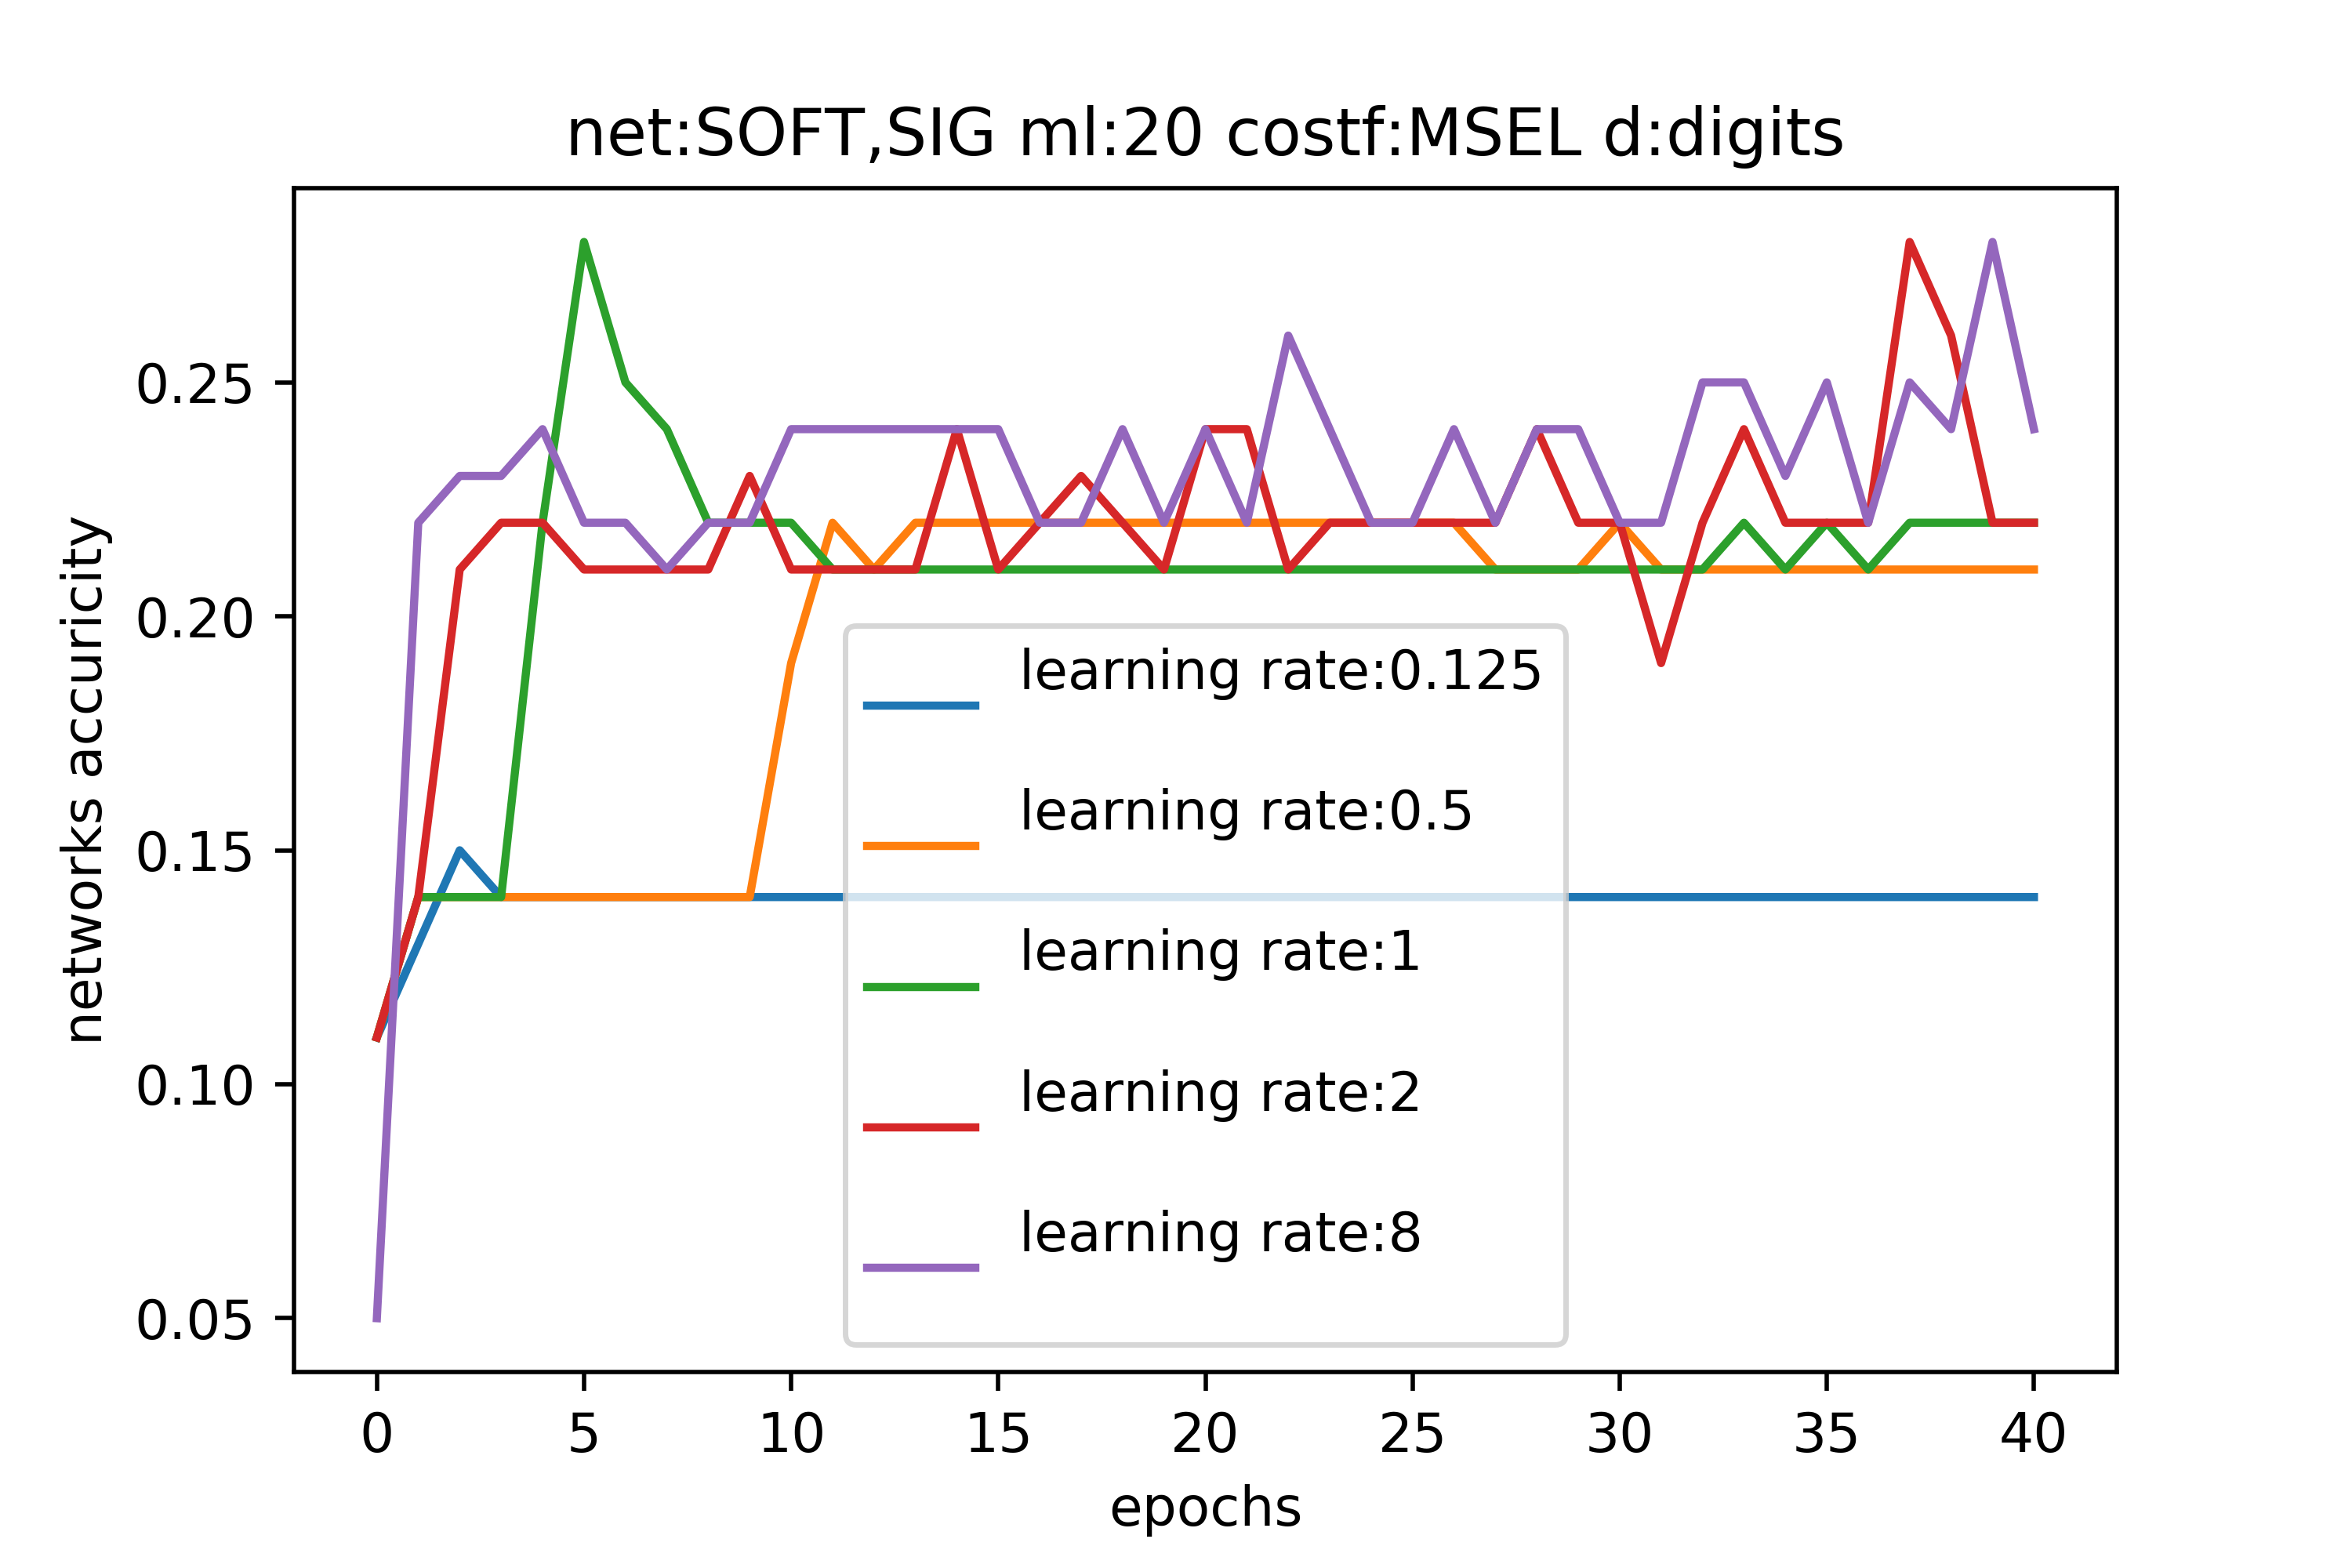 net:SOFT,SIG ml:20 costf:MSEL d:digits
networks accuricity
0.25
0.20
0.15
0.10
0.05
learning rate:0.125
learning rate:0.5
learning rate:1
learning rate:2
learning rate:8
0 5 10 15 20 25 30 35 40
epochs